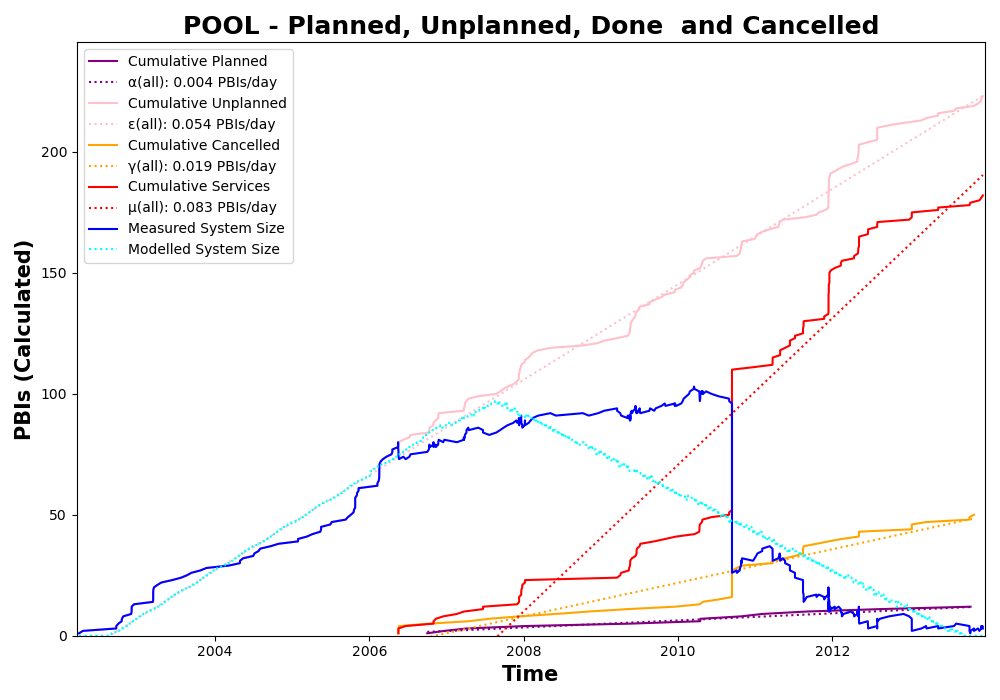 POOL - Planned, Unplanned, Done  and Cancelled
Cumulative Planned
α(all): 0.004 PBIs/day
Cumulative Unplanned
ε(all): 0.054 PBIs/day
Cumulative Cancelled
γ(all): 0.019 PBIs/day
Cumulative Services
μ(all): 0.083 PBIs/day
Measured System Size
Modelled System Size
PBIs (Calculated)
200
150
100
50
0
2004 2006 2008 2010 2012
Time